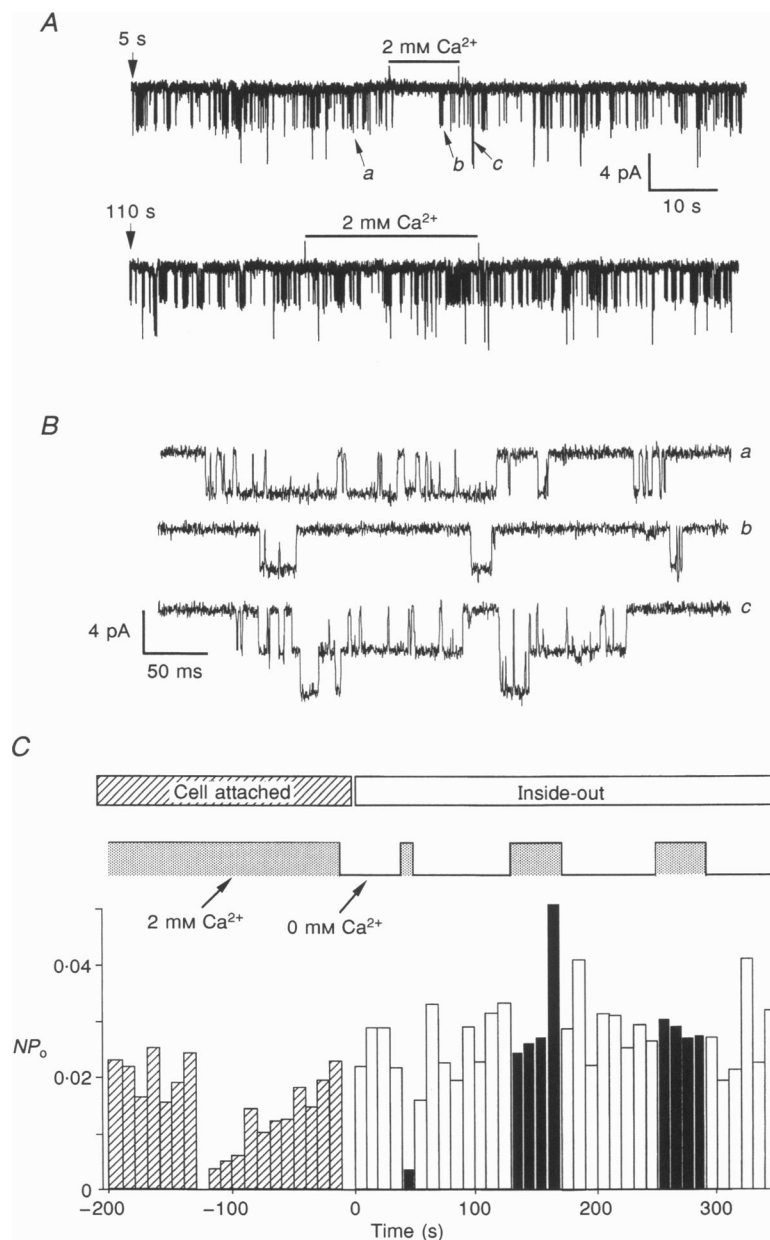 A
5 s
2 mM Ca2+
a
b
c
4 pA
10 s
110 s
2 mM Ca2+
B
a
b
c
4 pA
50 ms
C
Cell attached
Inside-out
2 mM Ca2+
0 mM Ca2+
0·04
NPo
0·02
0
−200
−100
0
100
200
300
Time (s)